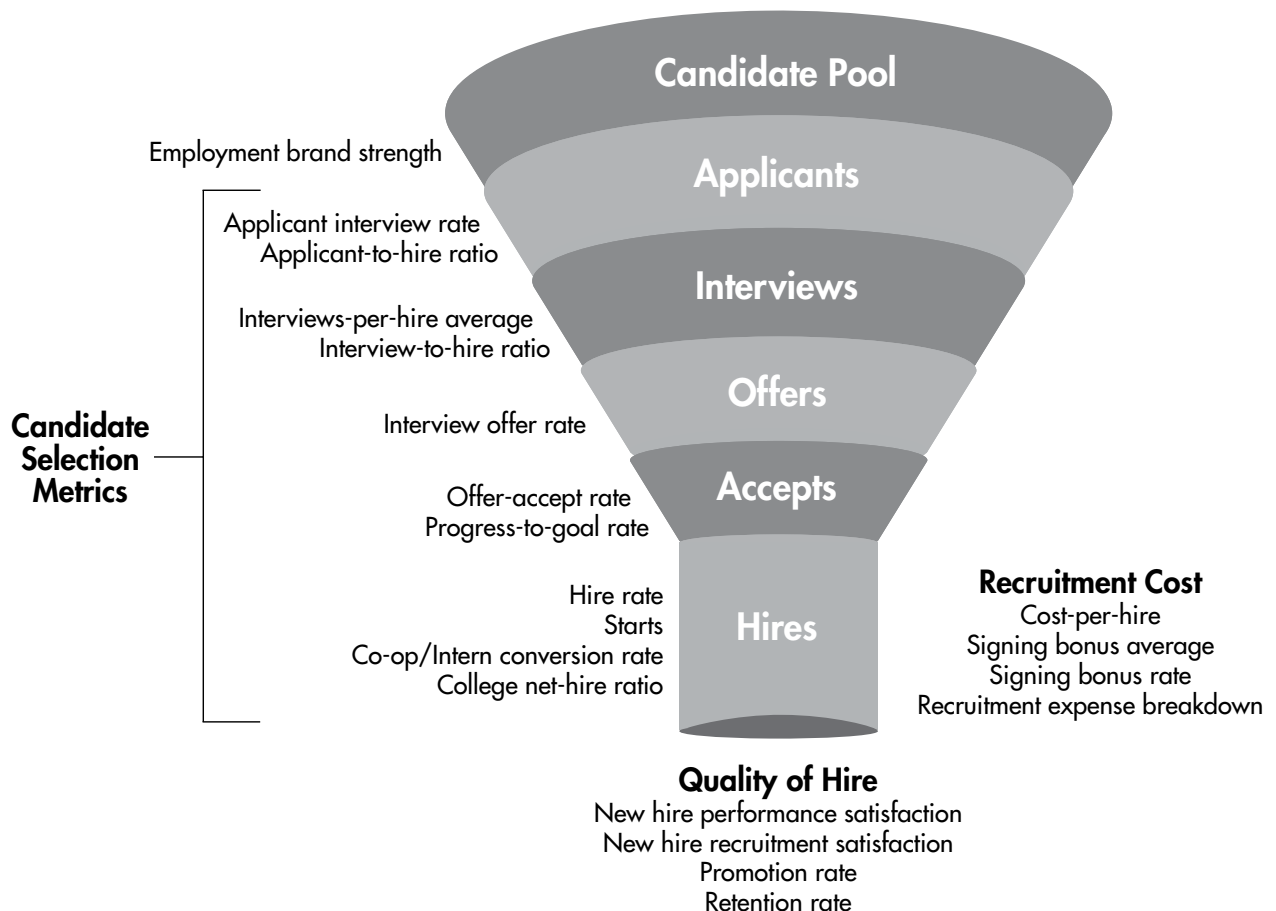 Candidate Pool
Employment brand strength
Applicants
Applicant interview rate
Applicant-to-hire ratio
Interviews
Interviews-per-hire average
Interview-to-hire ratio
Offers
Candidate
Selection
Metrics
Interview offer rate
Accepts
Offer-accept rate
Progress-to-goal rate
Hires
Hire rate
Starts
Co-op/Intern conversion rate
College net-hire ratio
Recruitment Cost
Cost-per-hire
Signing bonus average
Signing bonus rate
Recruitment expense breakdown
Quality of Hire
New hire performance satisfaction
New hire recruitment satisfaction
Promotion rate
Retention rate